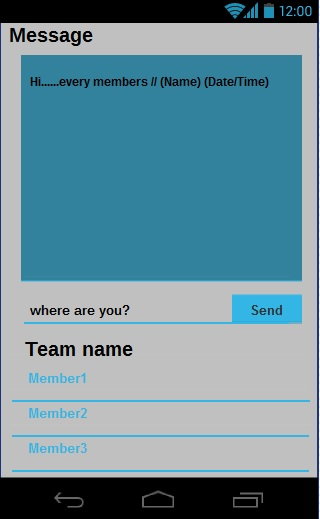 12:00
Message
Hi......every members // (Name) (Date/Time)
where are you?
Send
Team name
Member1
Member2
Member3